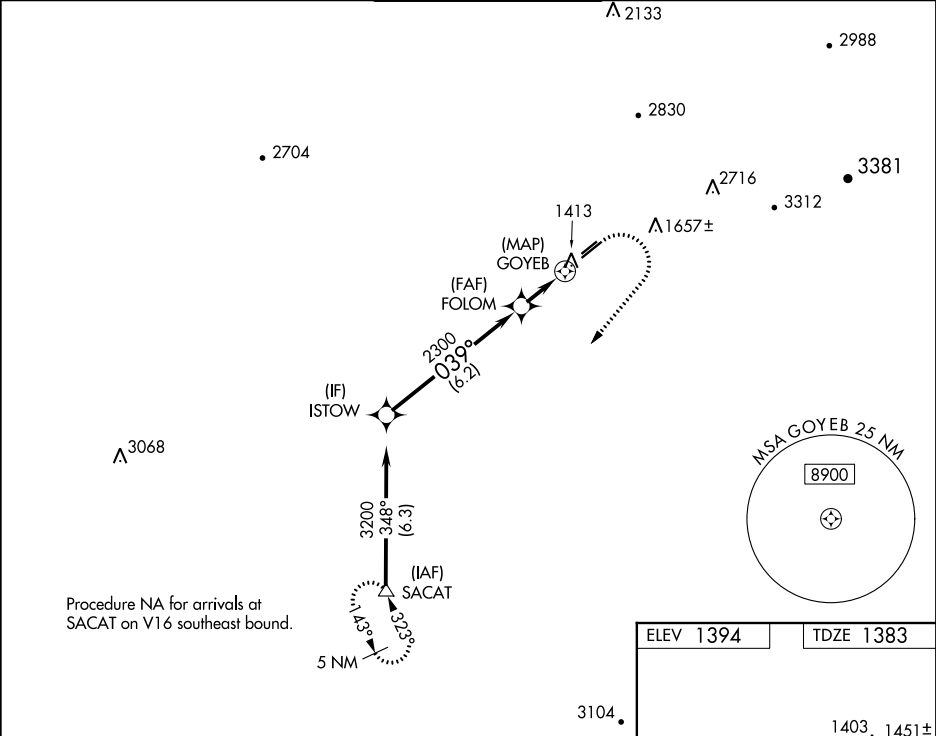 2133
2988
2830
2704
3381
2716
3312
1413
1657±
(MAP)
GOYEB
(FAF)
FOLOM
2300
039°
(6.2)
(IF)
ISTOW
3068
MSA GOYEB 25 NM
8900
3200
348°
(6.3)
(IAF)
SACAT
Procedure NA for arrivals at
SACAT on V16 southeast bound.
143°
323°
5 NM
ELEV 1394
TDZE 1383
3104
1403
1451±